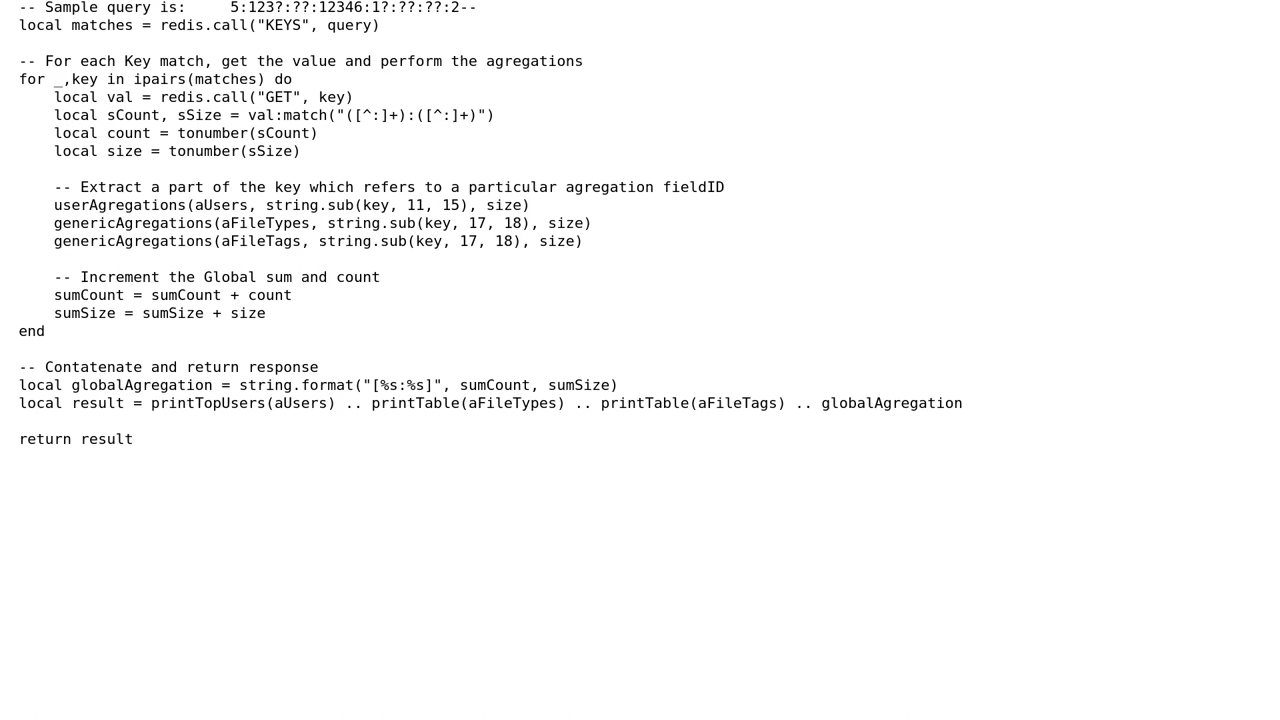 -- Sample query is:     5:123?:??:12346:1?:??:??:2--
local matches = redis.call("KEYS", query)

-- For each Key match, get the value and perform the agregations
for _,key in ipairs(matches) do
    local val = redis.call("GET", key)
    local sCount, sSize = val:match("([^:]+):([^:]+)")
    local count = tonumber(sCount)
    local size = tonumber(sSize)

    -- Extract a part of the key which refers to a particular agregation fieldID
    userAgregations(aUsers, string.sub(key, 11, 15), size)
    genericAgregations(aFileTypes, string.sub(key, 17, 18), size)
    genericAgregations(aFileTags, string.sub(key, 17, 18), size)

    -- Increment the Global sum and count
    sumCount = sumCount + count
    sumSize = sumSize + size
end

-- Contatenate and return response
local globalAgregation = string.format("[%s:%s]", sumCount, sumSize)
local result = printTopUsers(aUsers) .. printTable(aFileTypes) .. printTable(aFileTags) .. globalAgregation

return result